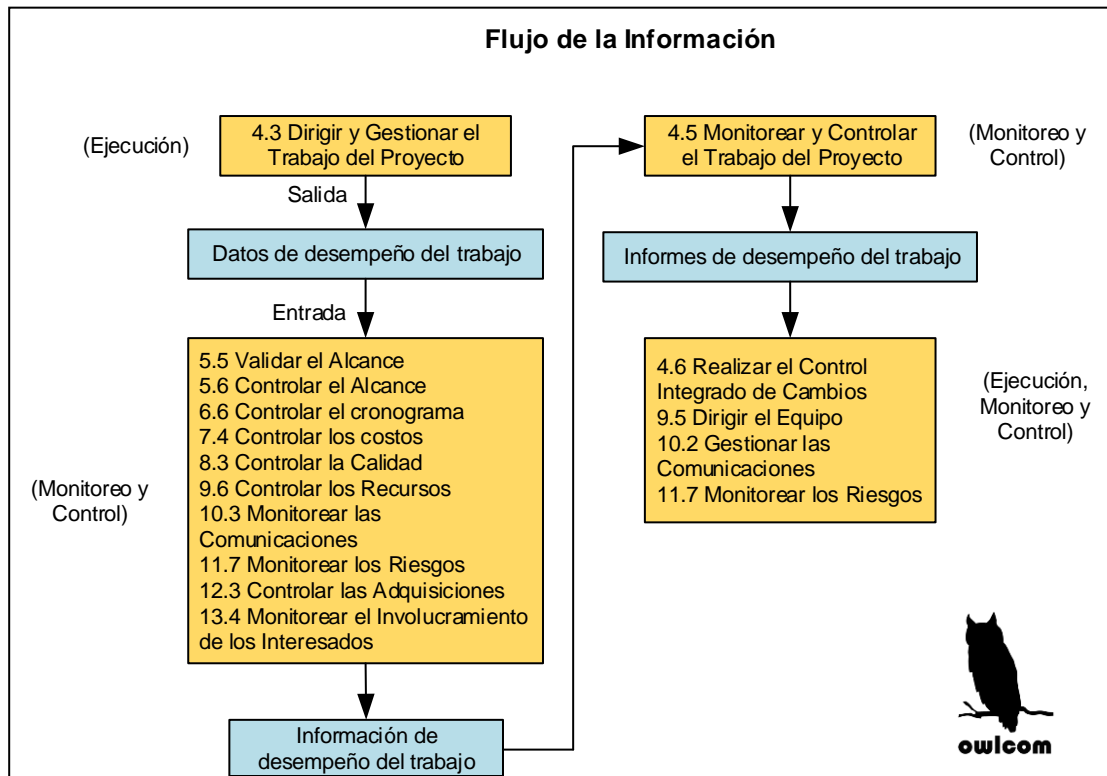 Flujo de la Información
(Ejecución)
4.3 Dirigir y Gestionar el
Trabajo del Proyecto
Salida
Datos de desempeño del trabajo
Entrada
(Monitoreo y
Control)
5.5 Validar el Alcance
5.6 Controlar el Alcance
6.6 Controlar el cronograma
7.4 Controlar los costos
8.3 Controlar la Calidad
9.6 Controlar los Recursos
10.3 Monitorear las
Comunicaciones
11.7 Monitorear los Riesgos
12.3 Controlar las Adquisiciones
13.4 Monitorear el Involucramiento
de los Interesados
Información de
desempeño del trabajo
4.5 Monitorear y Controlar
el Trabajo del Proyecto
(Monitoreo y
Control)
Informes de desempeño del trabajo
4.6 Realizar el Control
Integrado de Cambios
9.5 Dirigir el Equipo
10.2 Gestionar las
Comunicaciones
11.7 Monitorear los Riesgos
(Ejecución,
Monitoreo y
Control)
owlcom